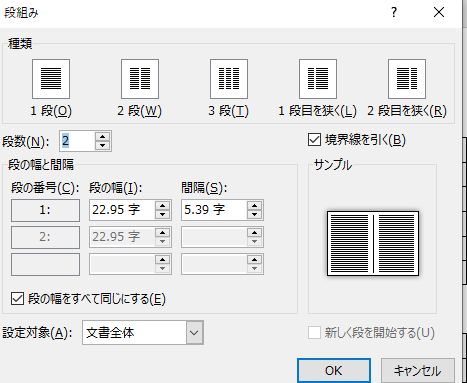 段組み
種類
1 段(O) 2 段(W) 3 段(T) 1 段目を狭く(L) 2 段目を狭く(R)
段数(N): 2 境界線を引く(B)
段の幅と間隔 サンプル
段の番号(C): 段の幅(I): 間隔(S):
1: 22.95 字 5.39 字
2: 22.95 字
段の幅をすべて同じにする(E)
設定対象(A): 文書全体 新しく段を開始する(U)
OK キャンセル